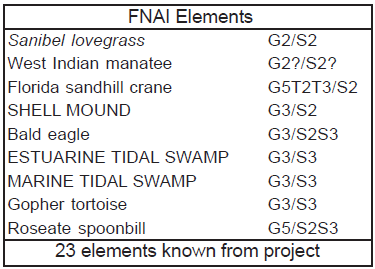 FNAI Elements
Sanibel lovegrass G2/S2
West Indian manatee G2?/S2?
Florida sandhill crane G5T2T3/S2
SHELL MOUND G3/S2
Bald eagle G3/S2S3
ESTUARINE TIDAL SWAMP G3/S3
MARINE TIDAL SWAMP G3/S3
Gopher tortoise G3/S3
Roseate spoonbill G5/S2S3
23 elements known from project